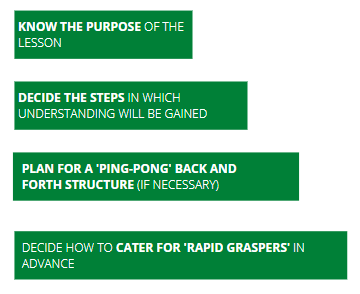 KNOW THE PURPOSE OF THE
LESSON
DECIDE THE STEPS IN WHICH
UNDERSTANDING WILL BE GAINED
PLAN FOR A 'PING-PONG' BACK AND
FORTH STRUCTURE (IF NECESSARY)
DECIDE HOW TO CATER FOR 'RAPID GRASPERS' IN
ADVANCE